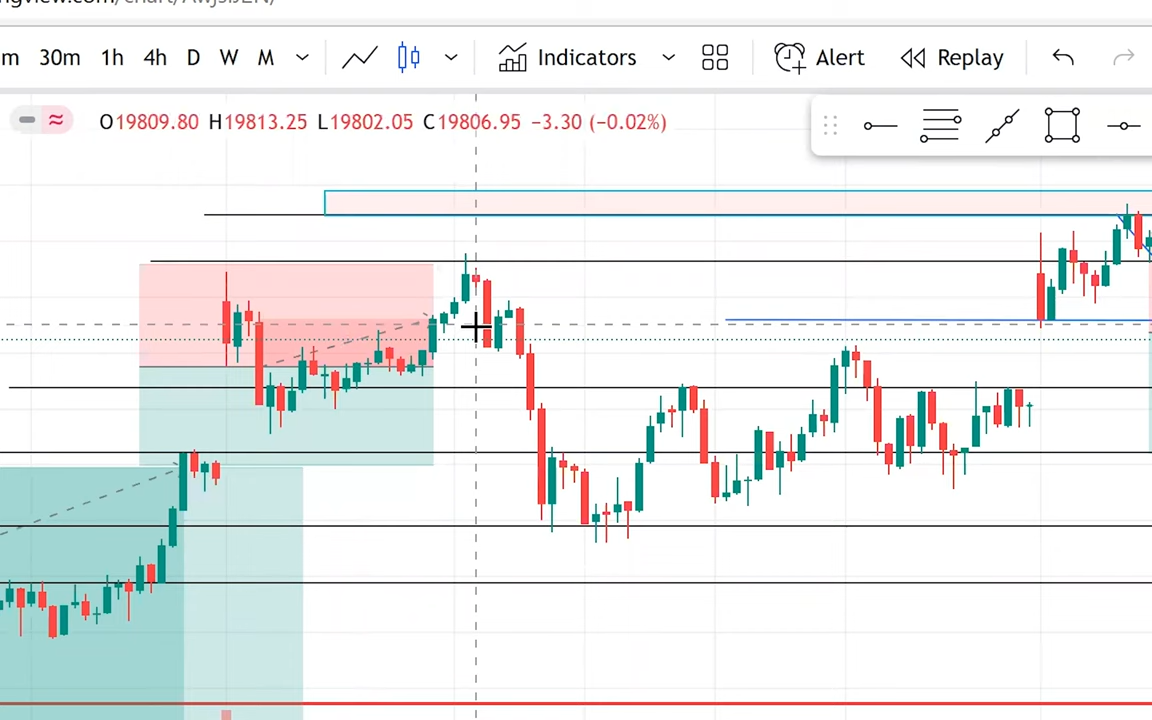 m 30m 1h 4h D W M Indicators Alert Replay
O19809.80 H19813.25 L19802.05 C19806.95 −3.30 (−0.02%)